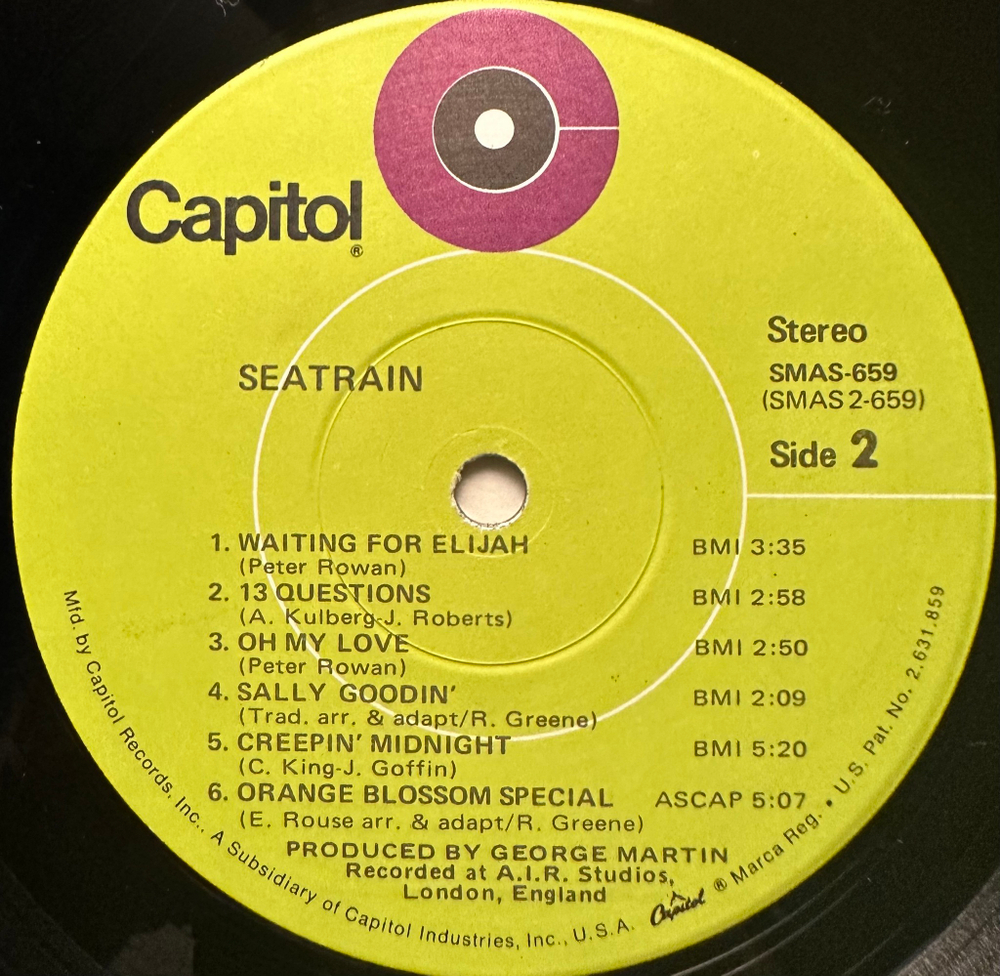 Capitol®
SEATRAIN
Stereo
SMAS-659
(SMAS 2-659)
Side 2
1. WAITING FOR ELIJAH BMI 3:35
(Peter Rowan)
2. 13 QUESTIONS BMI 2:58
(A. Kulberg-J. Roberts)
3. OH MY LOVE BMI 2:50
(Peter Rowan)
4. SALLY GOODIN' BMI 2:09
(Trad. arr. & adapt/R. Greene)
5. CREEPIN' MIDNIGHT BMI 5:20
(C. King-J. Goffin)
6. ORANGE BLOSSOM SPECIAL ASCAP 5:07
(E. Rouse arr. & adapt/R. Greene)
PRODUCED BY GEORGE MARTIN
Recorded at A.I.R. Studios,
London, England
Mfd. by Capitol Records, Inc., A Subsidiary of Capitol Industries, Inc., U.S.A. Capitol ® Marca Reg. • U.S. Pat. No. 2.631.859